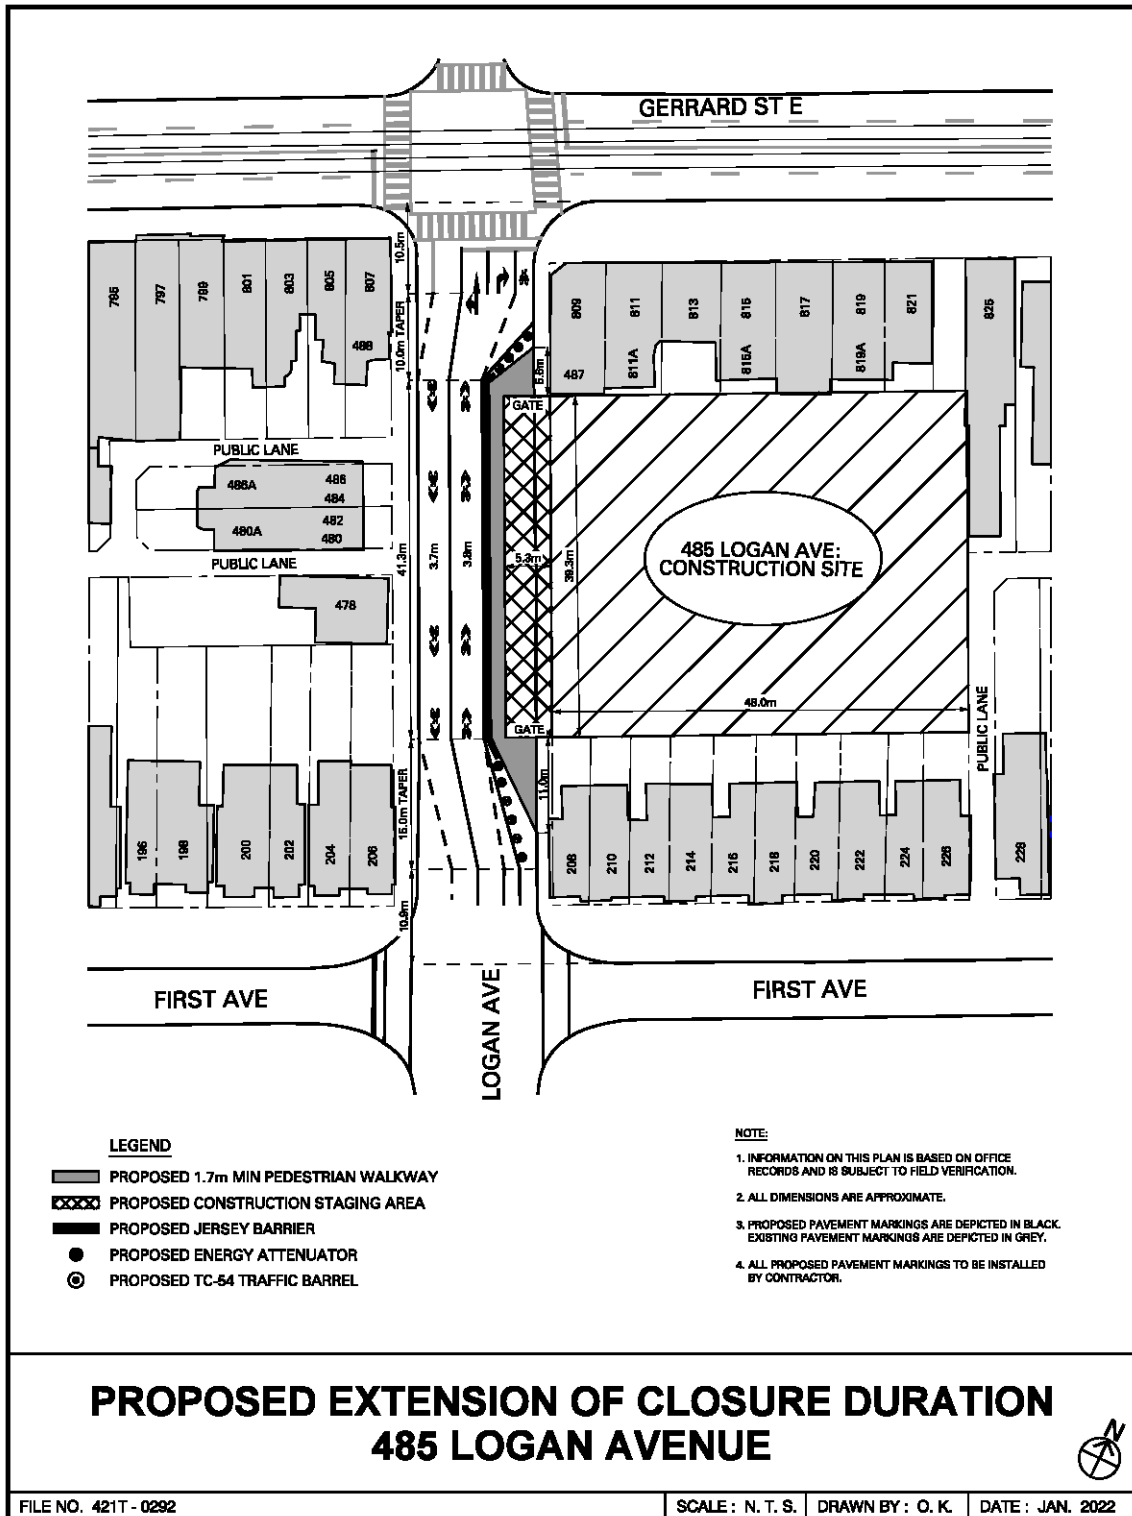 GERRARD ST E
10.5m
795
797
799
801
803
805
807
488
10.0m TAPER
809
487
811
811A
813
815
815A
817
819
819A
821
825
GATE
PUBLIC LANE
486A
486
484
480A
482
480
PUBLIC LANE
478
41.3m
3.7m
3.8m
5.3m
39.3m
485 LOGAN AVE:
CONSTRUCTION SITE
48.0m
PUBLIC LANE
GATE
11.0m
15.0m TAPER
196
198
200
202
204
206
208
210
212
214
216
218
220
222
224
226
228
10.9m
FIRST AVE
LOGAN AVE
FIRST AVE
LEGEND
PROPOSED 1.7m MIN PEDESTRIAN WALKWAY
PROPOSED CONSTRUCTION STAGING AREA
PROPOSED JERSEY BARRIER
PROPOSED ENERGY ATTENUATOR
PROPOSED TC-54 TRAFFIC BARREL
NOTE:
1. INFORMATION ON THIS PLAN IS BASED ON OFFICE
RECORDS AND IS SUBJECT TO FIELD VERIFICATION.
2. ALL DIMENSIONS ARE APPROXIMATE.
3. PROPOSED PAVEMENT MARKINGS ARE DEPICTED IN BLACK.
EXISTING PAVEMENT MARKINGS ARE DEPICTED IN GREY.
4. ALL PROPOSED PAVEMENT MARKINGS TO BE INSTALLED
BY CONTRACTOR.
PROPOSED EXTENSION OF CLOSURE DURATION
485 LOGAN AVENUE
N
FILE NO. 421T - 0292
SCALE : N. T. S.
DRAWN BY : O. K.
DATE : JAN. 2022